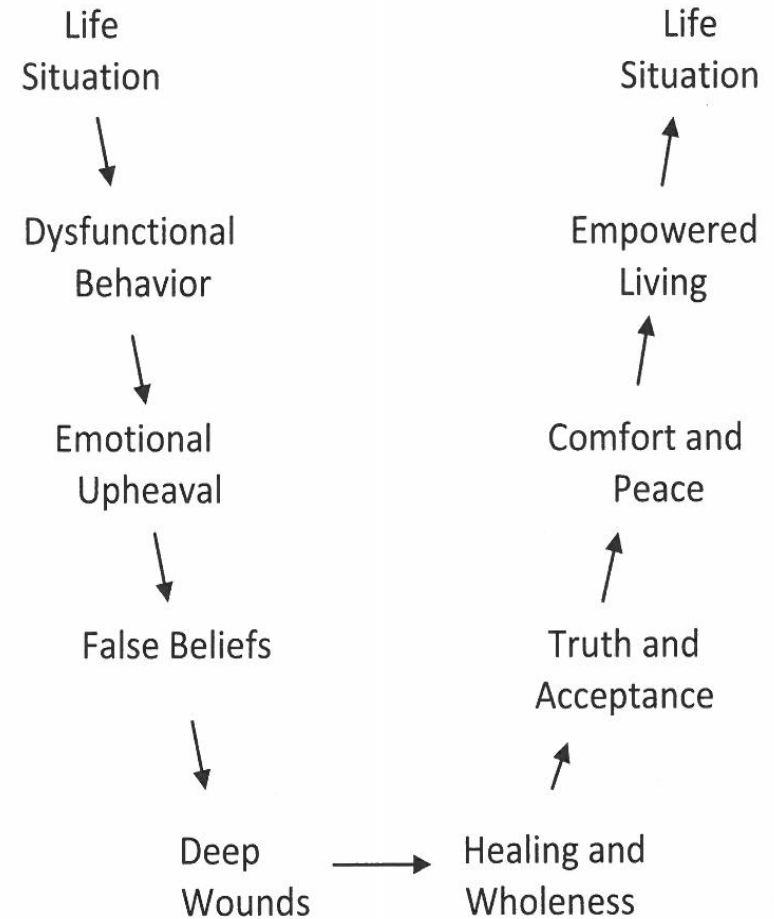 Life
Situation
Dysfunctional
Behavior
Emotional
Upheaval
False Beliefs
Deep
Wounds
Healing and
Wholeness
Truth and
Acceptance
Comfort and
Peace
Empowered
Living
Life
Situation